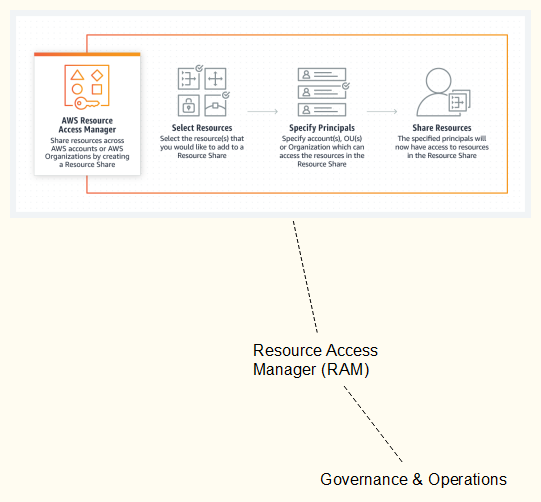 AWS Resource
Access Manager
Share resources across
AWS accounts or AWS
Organizations by creating
a Resource Share
Select Resources
Select the resource(s) that
you would like to add to a
Resource Share
Specify Principals
Specify account(s), OU(s)
or Organization which can
access the resources in the
Resource Share
Share Resources
The specified principals will
now have access to resources
in the Resource Share
Resource Access
Manager (RAM)
Governance & Operations